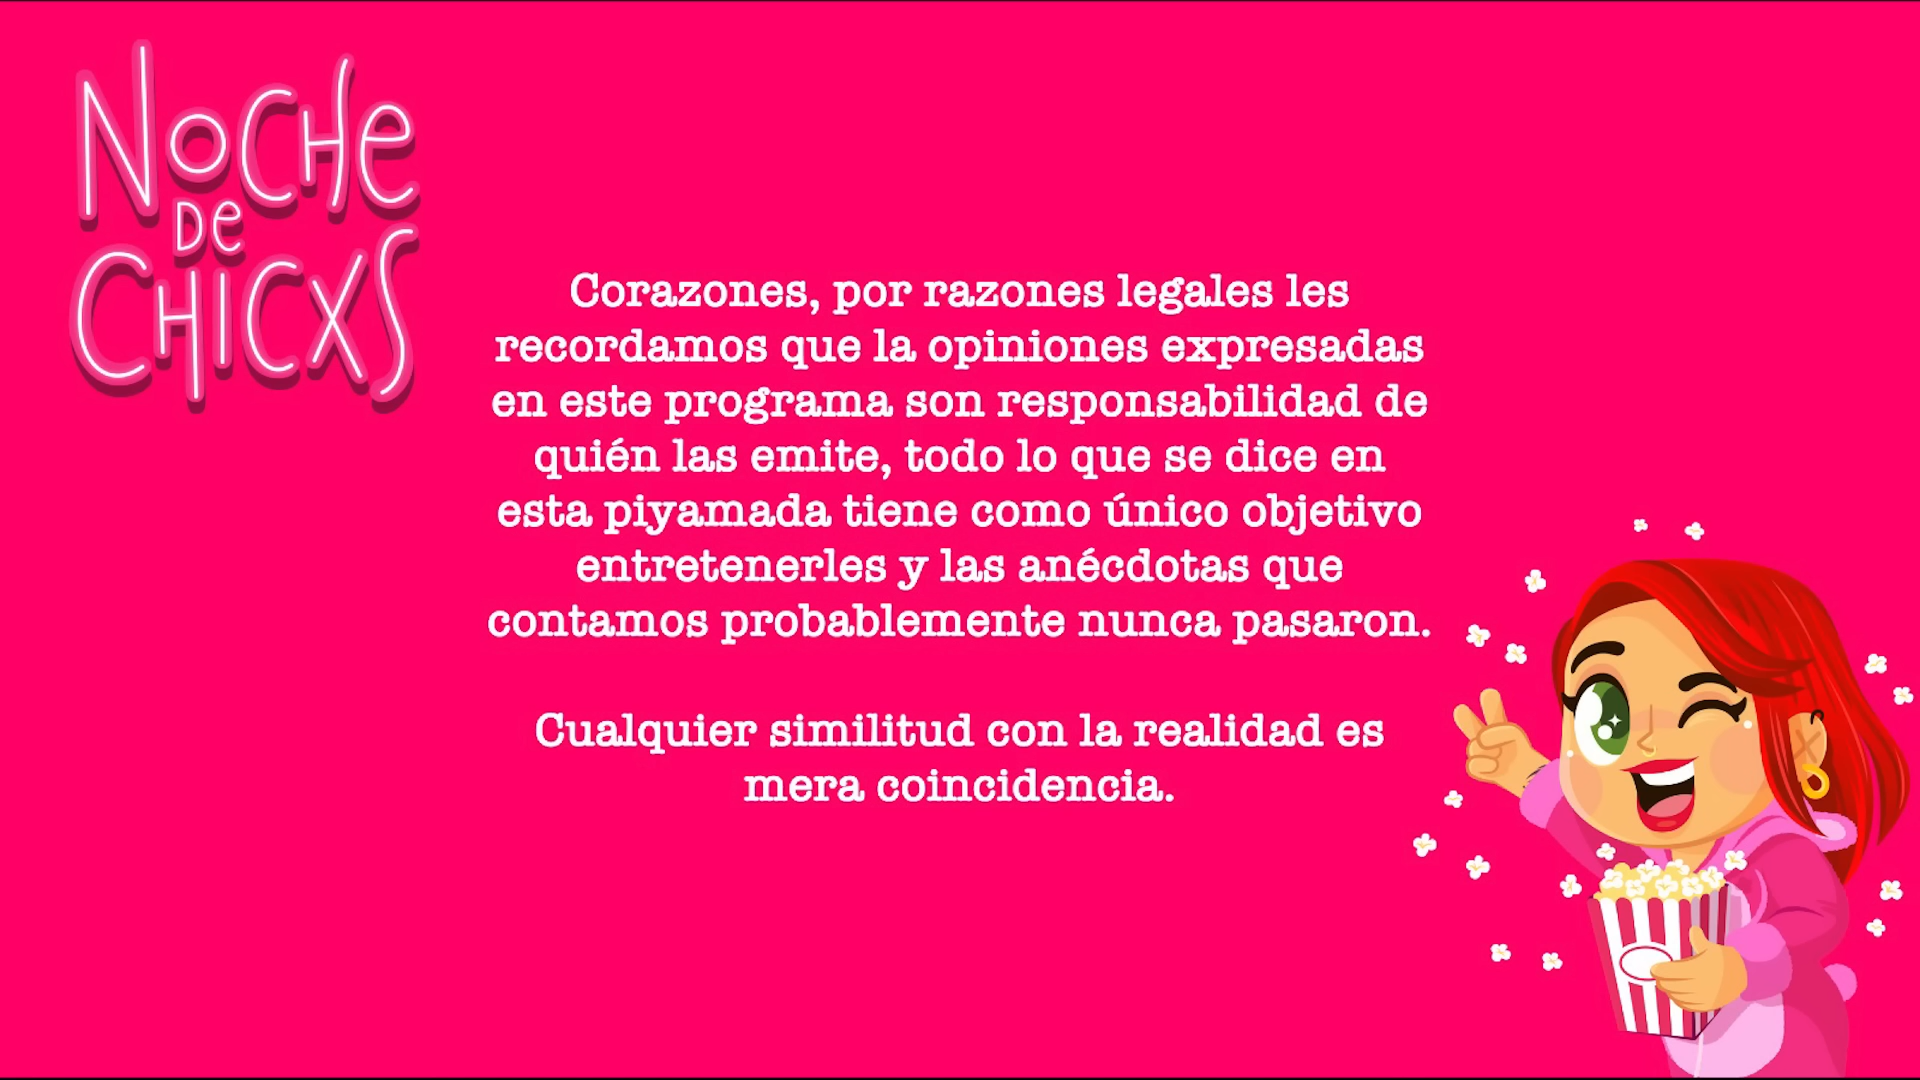 NOCHE
DE
CHICXS
Corazones, por razones legales les
recordamos que la opiniones expresadas
en este programa son responsabilidad de
quién las emite, todo lo que se dice en
esta piyamada tiene como único objetivo
entretenerles y las anécdotas que
contamos probablemente nunca pasaron.
Cualquier similitud con la realidad es
mera coincidencia.